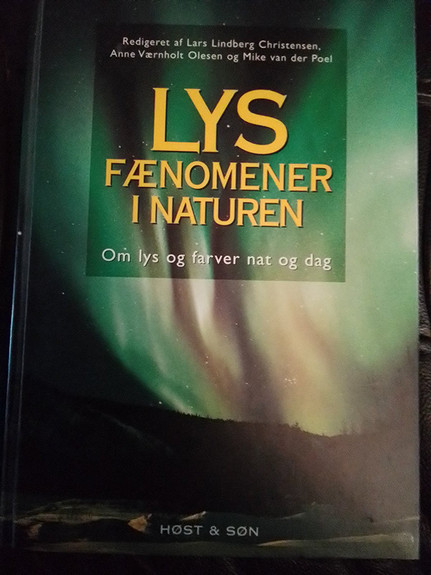 Redigeret af Lars Lindberg Christensen,
Anne Værnholt Olesen og Mike van der Poel
LYS
FÆNOMENER
I NATUREN
Om lys og farver nat og dag
HØST & SØN